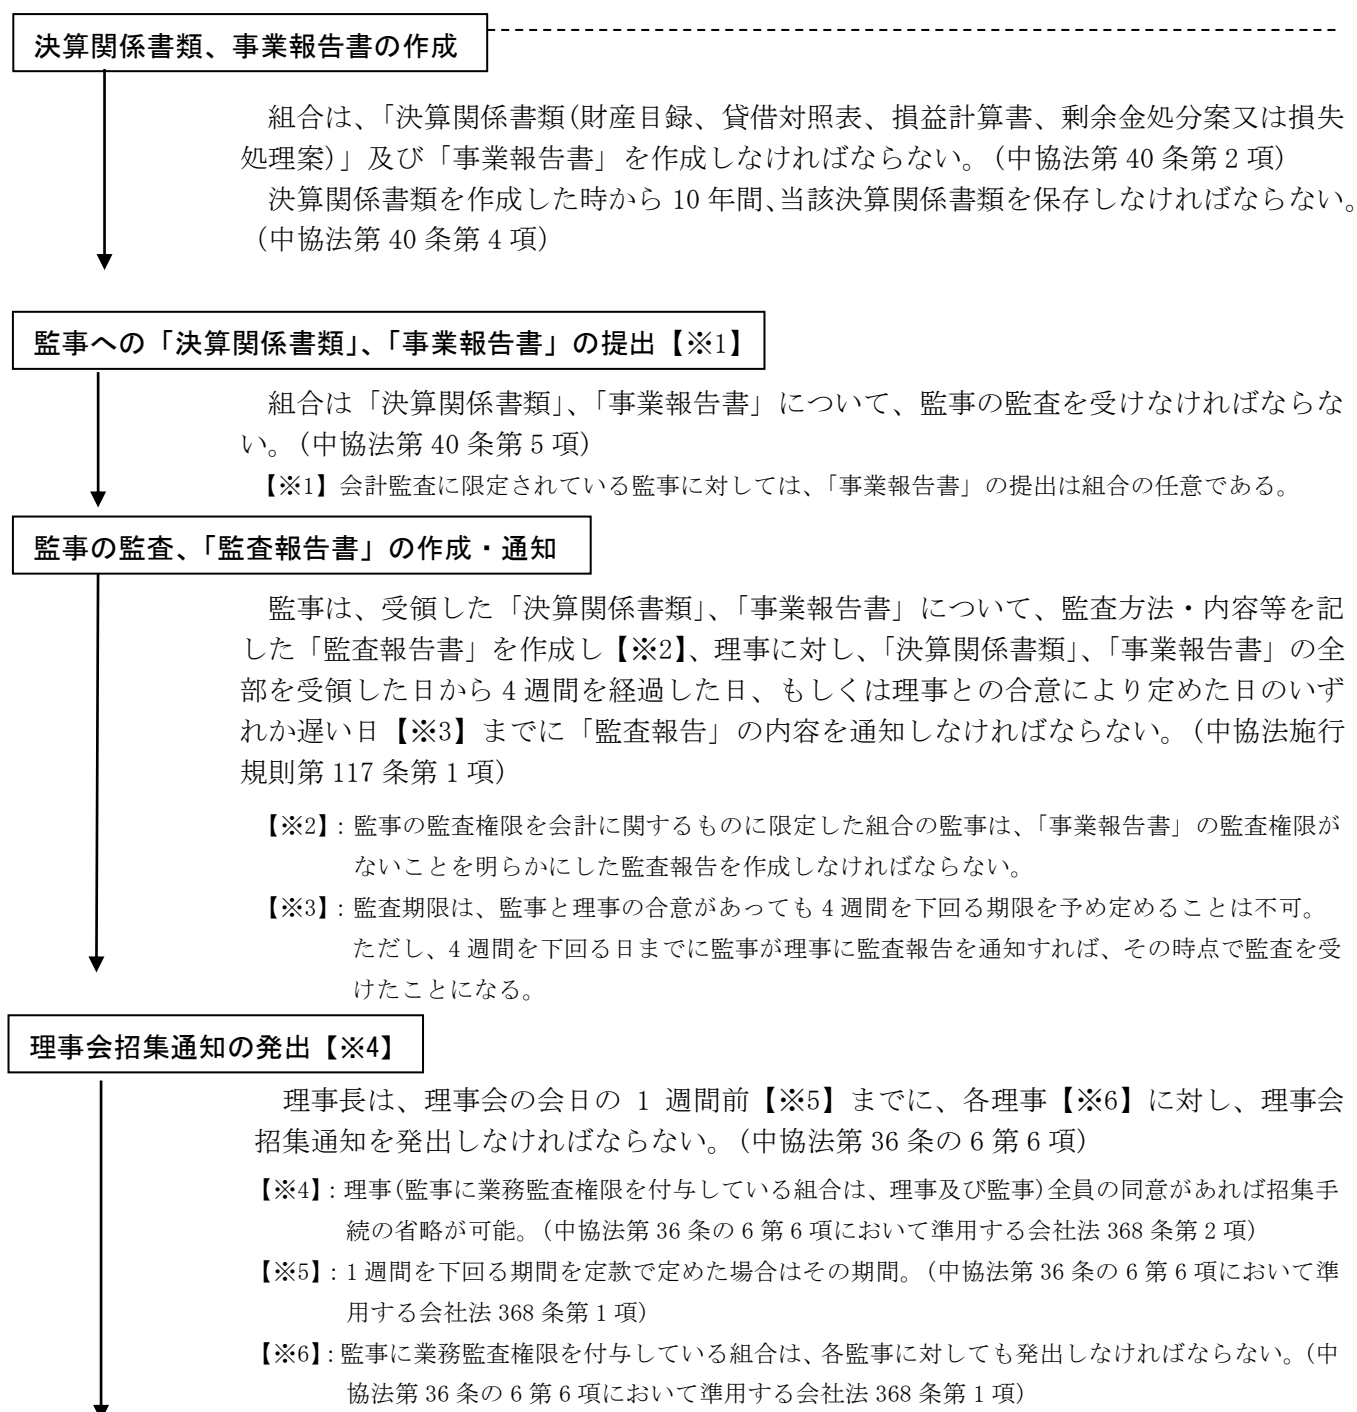 決算関係書類、事業報告書の作成
組合は、「決算関係書類(財産目録、貸借対照表、損益計算書、剰余金処分案又は損失
処理案)」及び「事業報告書」を作成しなければならない。(中協法第 40 条第 2 項)
決算関係書類を作成した時から 10 年間、当該決算関係書類を保存しなければならない。
(中協法第 40 条第 4 項)
監事への「決算関係書類」、「事業報告書」の提出【※1】
組合は「決算関係書類」、「事業報告書」について、監事の監査を受けなければならな
い。(中協法第 40 条第 5 項)
【※1】会計監査に限定されている監事に対しては、「事業報告書」の提出は組合の任意である。
監事の監査、「監査報告書」の作成・通知
監事は、受領した「決算関係書類」、「事業報告書」について、監査方法・内容等を記
した「監査報告書」を作成し【※2】、理事に対し、「決算関係書類」、「事業報告書」の全
部を受領した日から 4 週間を経過した日、もしくは理事との合意により定めた日のいず
れか遅い日【※3】までに「監査報告」の内容を通知しなければならない。(中協法施行
規則第 117 条第 1 項)
【※2】: 監事の監査権限を会計に関するものに限定した組合の監事は、「事業報告書」の監査権限が
ないことを明らかにした監査報告を作成しなければならない。
【※3】: 監査期限は、監事と理事の合意があっても 4 週間を下回る期限を予め定めることは不可。
ただし、4 週間を下回る日までに監事が理事に監査報告を通知すれば、その時点で監査を受
けたことになる。
理事会招集通知の発出【※4】
理事長は、理事会の会日の 1 週間前【※5】までに、各理事【※6】に対し、理事会
招集通知を発出しなければならない。(中協法第 36 条の 6 第 6 項)
【※4】: 理事(監事に業務監査権限を付与している組合は、理事及び監事)全員の同意があれば招集手
続の省略が可能。(中協法第 36 条の 6 第 6 項において準用する会社法 368 条第 2 項)
【※5】: 1 週間を下回る期間を定款で定めた場合はその期間。(中協法第 36 条の 6 第 6 項において準
用する会社法 368 条第 1 項)
【※6】: 監事に業務監査権限を付与している組合は、各監事に対しても発出しなければならない。(中
協法第 36 条の 6 第 6 項において準用する会社法 368 条第 1 項)